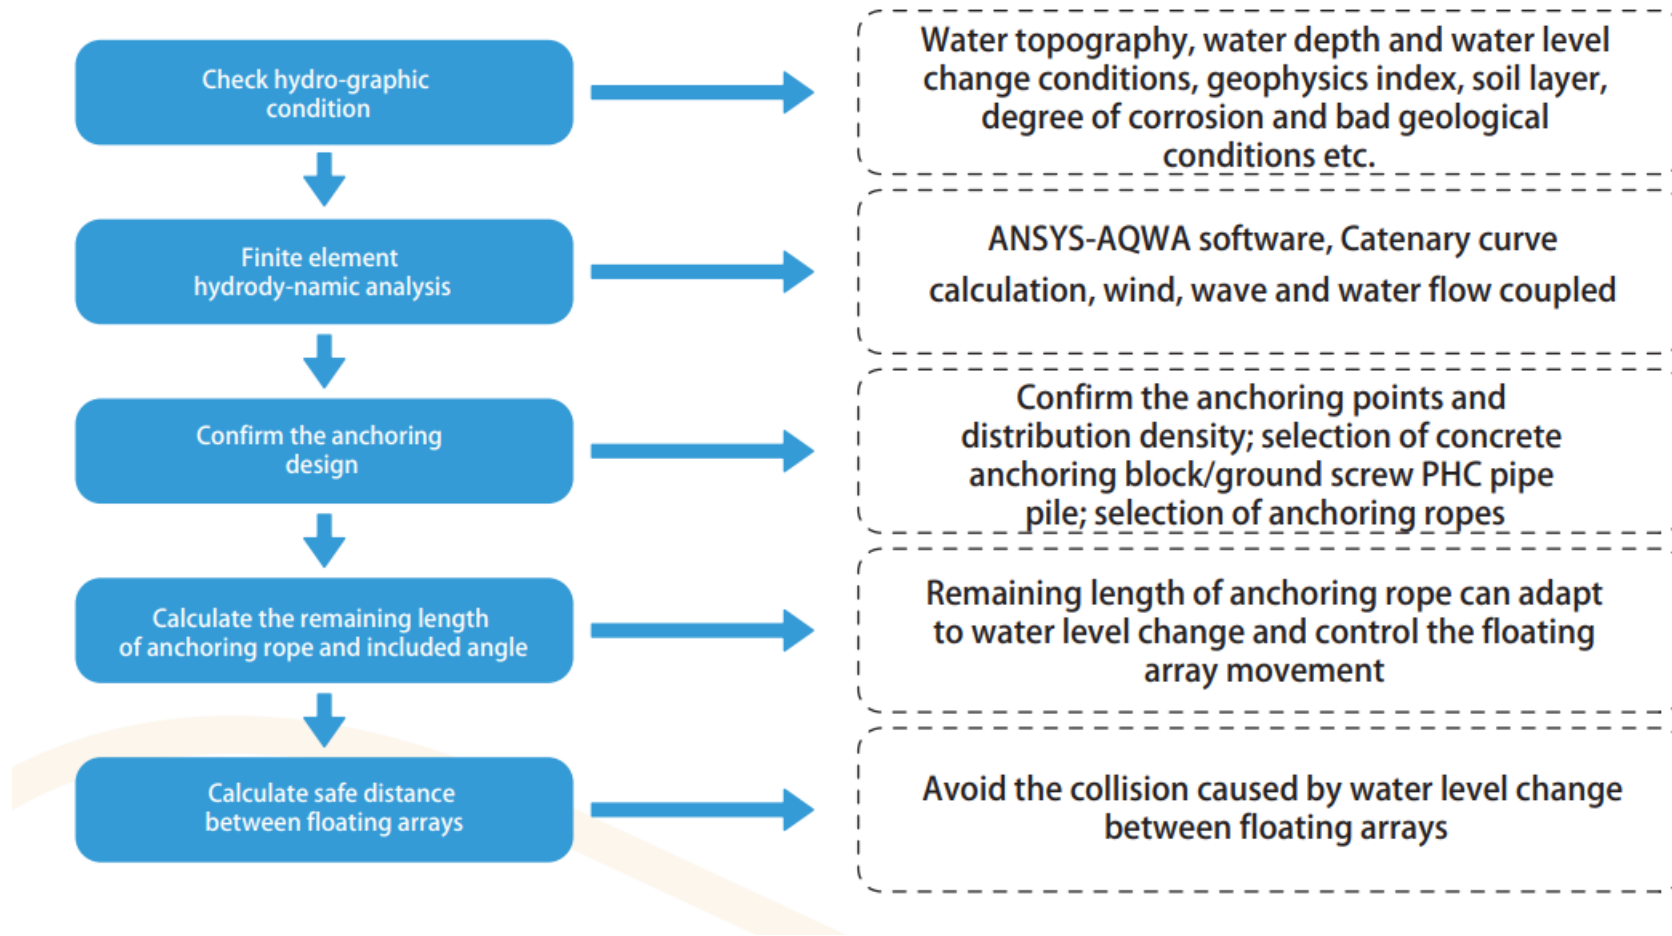 Check hydro-graphic
condition
Water topography, water depth and water level
change conditions, geophysics index, soil layer,
degree of corrosion and bad geological
conditions etc.
Finite element
hydrody-namic analysis
ANSYS-AQWA software, Catenary curve
calculation, wind, wave and water flow coupled
Confirm the anchoring
design
Confirm the anchoring points and
distribution density; selection of concrete
anchoring block/ground screw PHC pipe
pile; selection of anchoring ropes
Calculate the remaining length
of anchoring rope and included angle
Remaining length of anchoring rope can adapt
to water level change and control the floating
array movement
Calculate safe distance
between floating arrays
Avoid the collision caused by water level change
between floating arrays